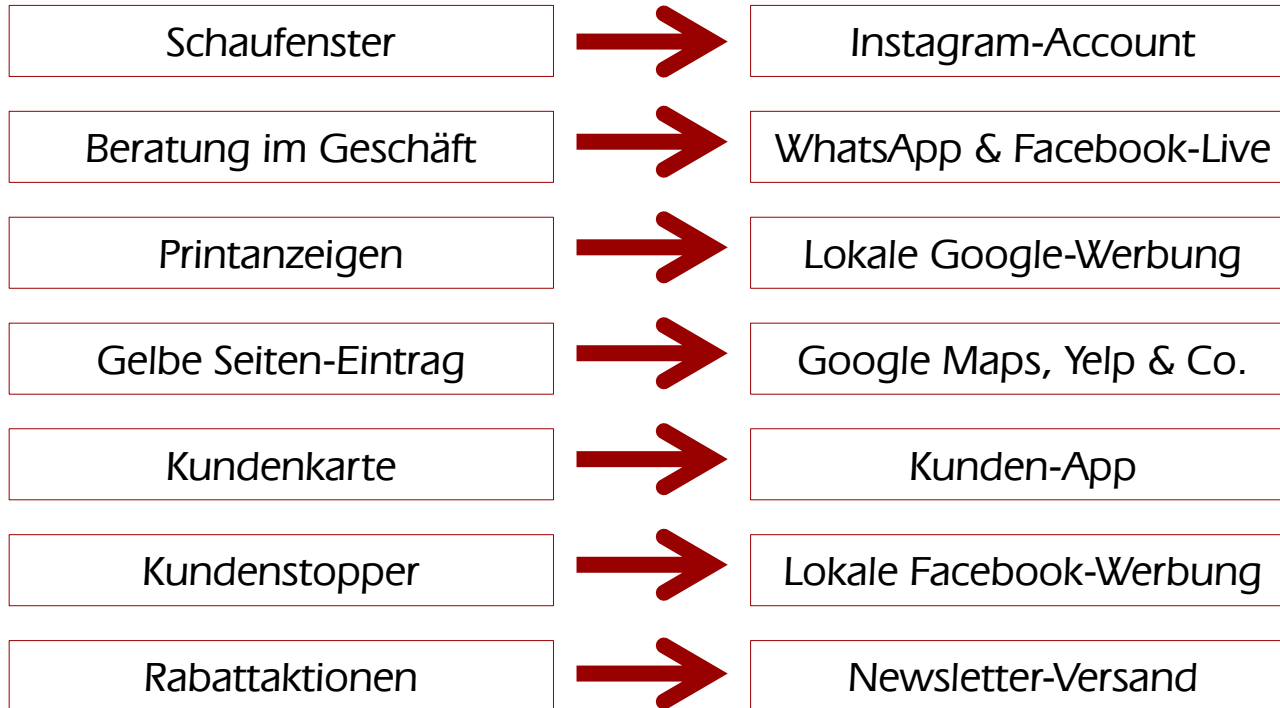 Schaufenster
Instagram-Account
Beratung im Geschäft
WhatsApp & Facebook-Live
Printanzeigen
Lokale Google-Werbung
Gelbe Seiten-Eintrag
Google Maps, Yelp & Co.
Kundenkarte
Kunden-App
Kundenstopper
Lokale Facebook-Werbung
Rabattaktionen
Newsletter-Versand